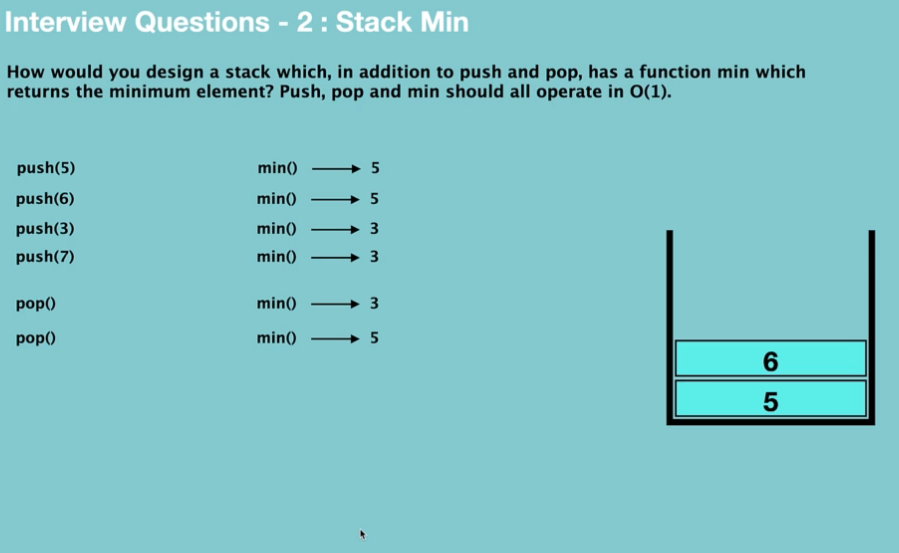 Interview Questions - 2 : Stack Min
How would you design a stack which, in addition to push and pop, has a function min which
returns the minimum element? Push, pop and min should all operate in O(1).
push(5) min() → 5
push(6) min() → 5
push(3) min() → 3
push(7) min() → 3
pop() min() → 3
pop() min() → 5
6
5